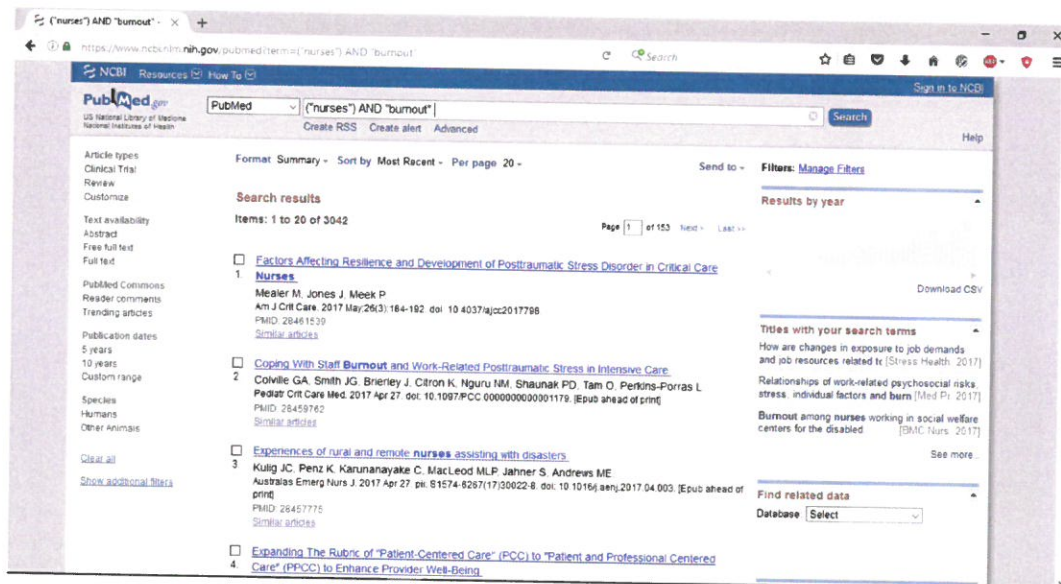 ("nurses") AND "burnout" -
https://www.ncbi.nlm.nih.gov/pubmed/?term=("nurses") AND "burnout"
Search
NCBI Resources How To
Sign in to NCBI
PubMed.gov
US National Library of Medicine
National Institutes of Health
PubMed
("nurses") AND "burnout"
Search
Create RSS Create alert Advanced
Help
Article types
Clinical Trial
Review
Customize
Text availability
Abstract
Free full text
Full text
PubMed Commons
Reader comments
Trending articles
Publication dates
5 years
10 years
Custom range
Species
Humans
Other Animals
Clear all
Show additional filters
Format Summary - Sort by Most Recent - Per page 20 -
Send to -
Search results
Items: 1 to 20 of 3042
Page 1 of 153 Next > Last >>
1. Factors Affecting Resilience and Development of Posttraumatic Stress Disorder in Critical Care
Nurses.
Mealer M, Jones J, Meek P.
Am J Crit Care. 2017 May;26(3):184-192. doi: 10.4037/ajcc2017798.
PMID: 28461539
Similar articles
2. Coping With Staff Burnout and Work-Related Posttraumatic Stress in Intensive Care.
Colville GA, Smith JG, Brierley J, Citron K, Nguru NM, Shaunak PD, Tam O, Perkins-Porras L.
Pediatr Crit Care Med. 2017 Apr 27. doi: 10.1097/PCC.0000000000001179. [Epub ahead of print]
PMID: 28459762
Similar articles
3. Experiences of rural and remote nurses assisting with disasters.
Kulig JC, Penz K, Karunanayake C, MacLeod MLP, Jahner S, Andrews ME.
Australas Emerg Nurs J. 2017 Apr 27. pii: S1574-6267(17)30022-8. doi: 10.1016/j.aenj.2017.04.003. [Epub ahead of
print]
PMID: 28457775
Similar articles
4. Expanding The Rubric of "Patient-Centered Care" (PCC) to "Patient and Professional Centered
Care" (PPCC) to Enhance Provider Well-Being.
Filters: Manage Filters
Results by year
Download CSV
Titles with your search terms
How are changes in exposure to job demands
and job resources related to [Stress Health. 2017]
Relationships of work-related psychosocial risks,
stress, individual factors and burn [Med Pr. 2017]
Burnout among nurses working in social welfare
centers for the disabled. [BMC Nurs. 2017]
See more...
Find related data
Database: Select